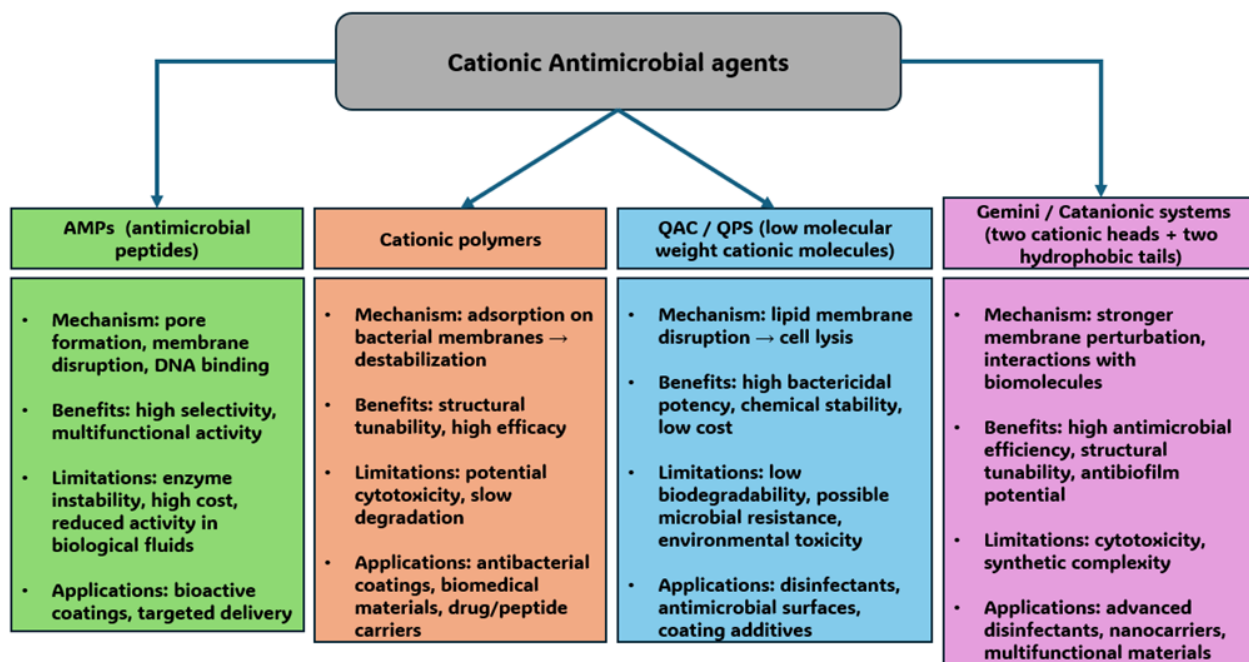 Cationic Antimicrobial agents
AMPs (antimicrobial
peptides)
• Mechanism: pore
formation, membrane
disruption, DNA binding
• Benefits: high selectivity,
multifunctional activity
• Limitations: enzyme
instability, high cost,
reduced activity in
biological fluids
• Applications: bioactive
coatings, targeted delivery
Cationic polymers
• Mechanism: adsorption on
bacterial membranes →
destabilization
• Benefits: structural
tunability, high efficacy
• Limitations: potential
cytotoxicity, slow
degradation
• Applications: antibacterial
coatings, biomedical
materials, drug/peptide
carriers
QAC / QPS (low molecular
weight cationic molecules)
• Mechanism: lipid membrane
disruption → cell lysis
• Benefits: high bactericidal
potency, chemical stability,
low cost
• Limitations: low
biodegradability, possible
microbial resistance,
environmental toxicity
• Applications: disinfectants,
antimicrobial surfaces,
coating additives
Gemini / Catanionic systems
(two cationic heads + two
hydrophobic tails)
• Mechanism: stronger
membrane perturbation,
interactions with
biomolecules
• Benefits: high antimicrobial
efficiency, structural
tunability, antibiofilm
potential
• Limitations: cytotoxicity,
synthetic complexity
• Applications: advanced
disinfectants, nanocarriers,
multifunctional materials